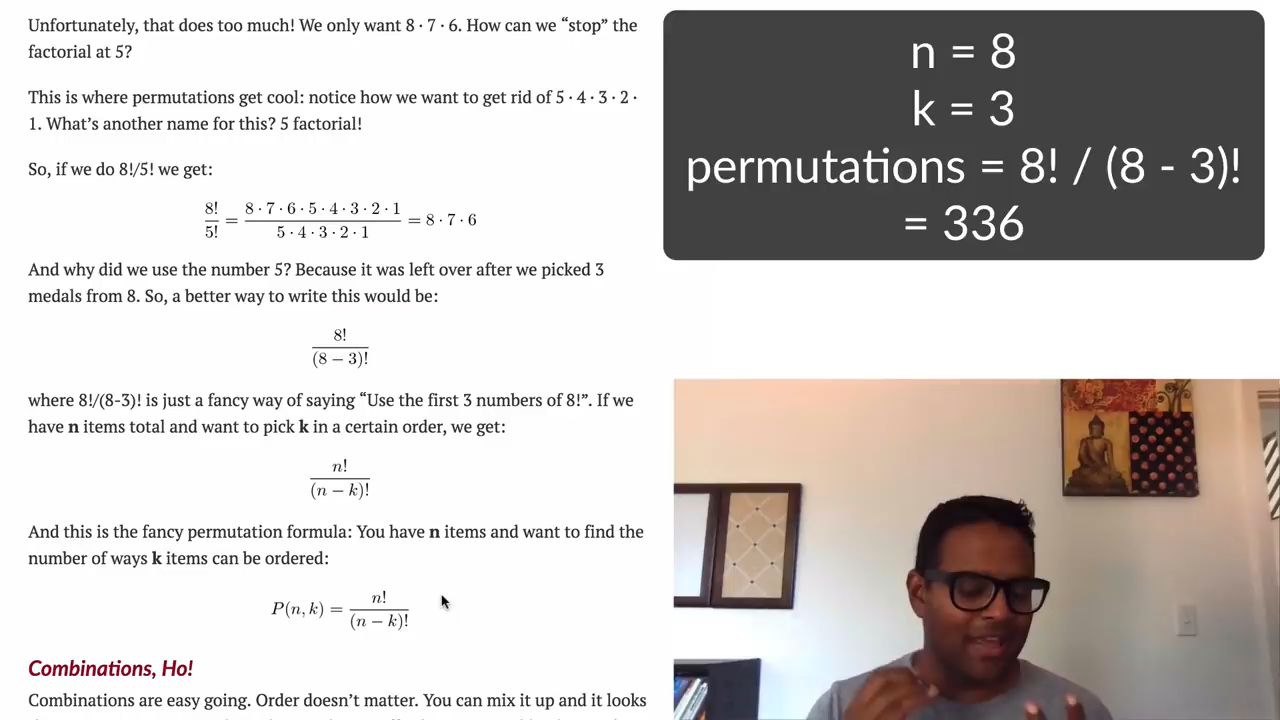 Unfortunately, that does too much! We only want 8 · 7 · 6. How can we “stop” the
factorial at 5?
This is where permutations get cool: notice how we want to get rid of 5 · 4 · 3 · 2 ·
1. What’s another name for this? 5 factorial!
So, if we do 8!/5! we get:
8!/5! = 8 · 7 · 6 · 5 · 4 · 3 · 2 · 1/5 · 4 · 3 · 2 · 1 = 8 · 7 · 6
And why did we use the number 5? Because it was left over after we picked 3
medals from 8. So, a better way to write this would be:
8!
(8 − 3)!
where 8!/(8-3)! is just a fancy way of saying “Use the first 3 numbers of 8!”. If we
have n items total and want to pick k in a certain order, we get:
n!
(n − k)!
And this is the fancy permutation formula: You have n items and want to find the
number of ways k items can be ordered:
P(n, k) = n!/(n − k)!
Combinations, Ho!
Combinations are easy going. Order doesn’t matter. You can mix it up and it looks
n = 8
k = 3
permutations = 8! / (8 - 3)!
= 336